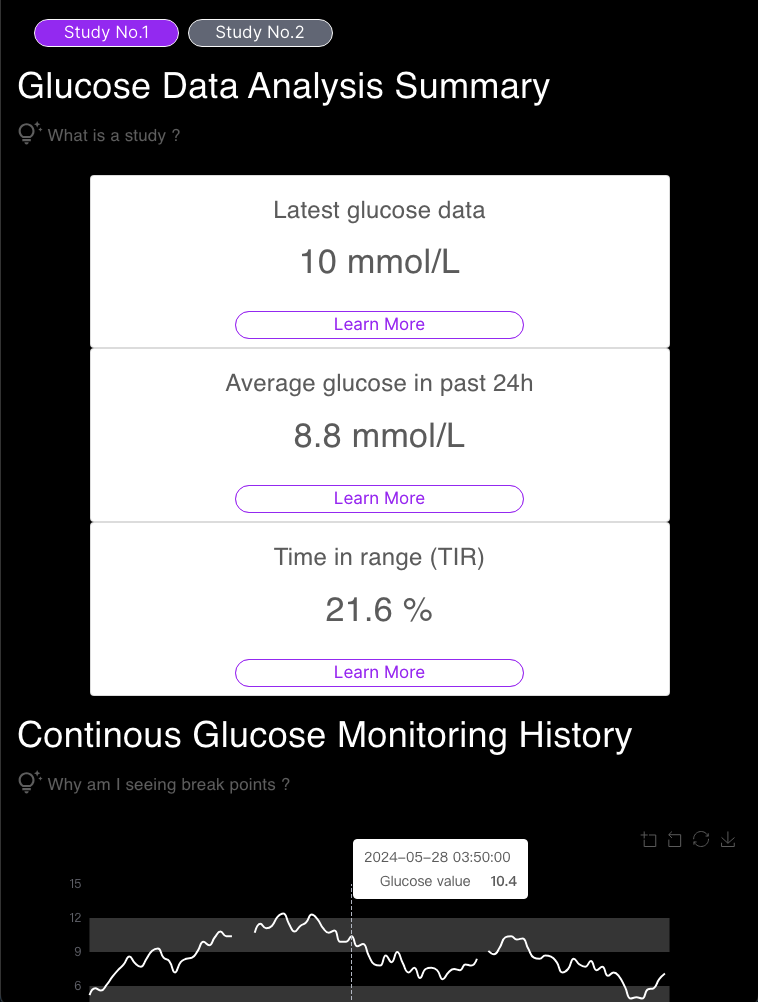 Study No.1 Study No.2
Glucose Data Analysis Summary
What is a study ?
Latest glucose data
10 mmol/L
Learn More
Average glucose in past 24h
8.8 mmol/L
Learn More
Time in range (TIR)
21.6 %
Learn More
Continous Glucose Monitoring History
Why am I seeing break points ?
2024–05–28 03:50:00
Glucose value 10.4
15
12
9
6